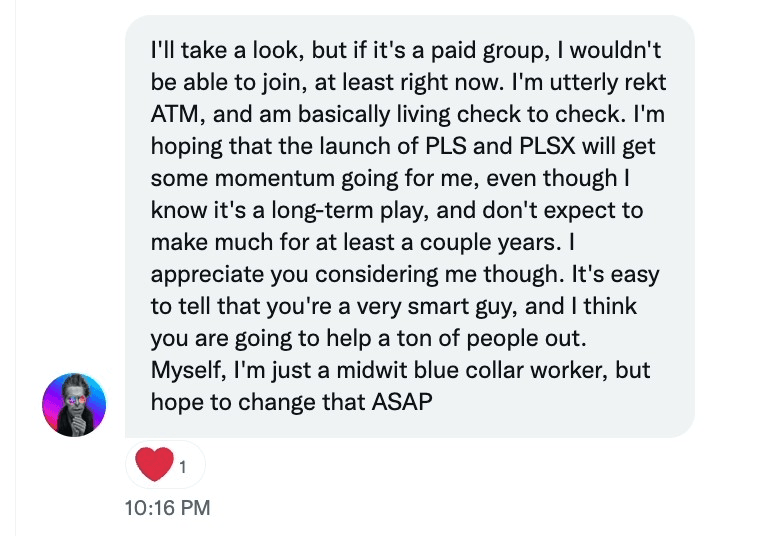 I'll take a look, but if it's a paid group, I wouldn't
be able to join, at least right now. I'm utterly rekt
ATM, and am basically living check to check. I'm
hoping that the launch of PLS and PLSX will get
some momentum going for me, even though I
know it's a long-term play, and don't expect to
make much for at least a couple years. I
appreciate you considering me though. It's easy
to tell that you're a very smart guy, and I think
you are going to help a ton of people out.
Myself, I'm just a midwit blue collar worker, but
hope to change that ASAP
1
10:16 PM